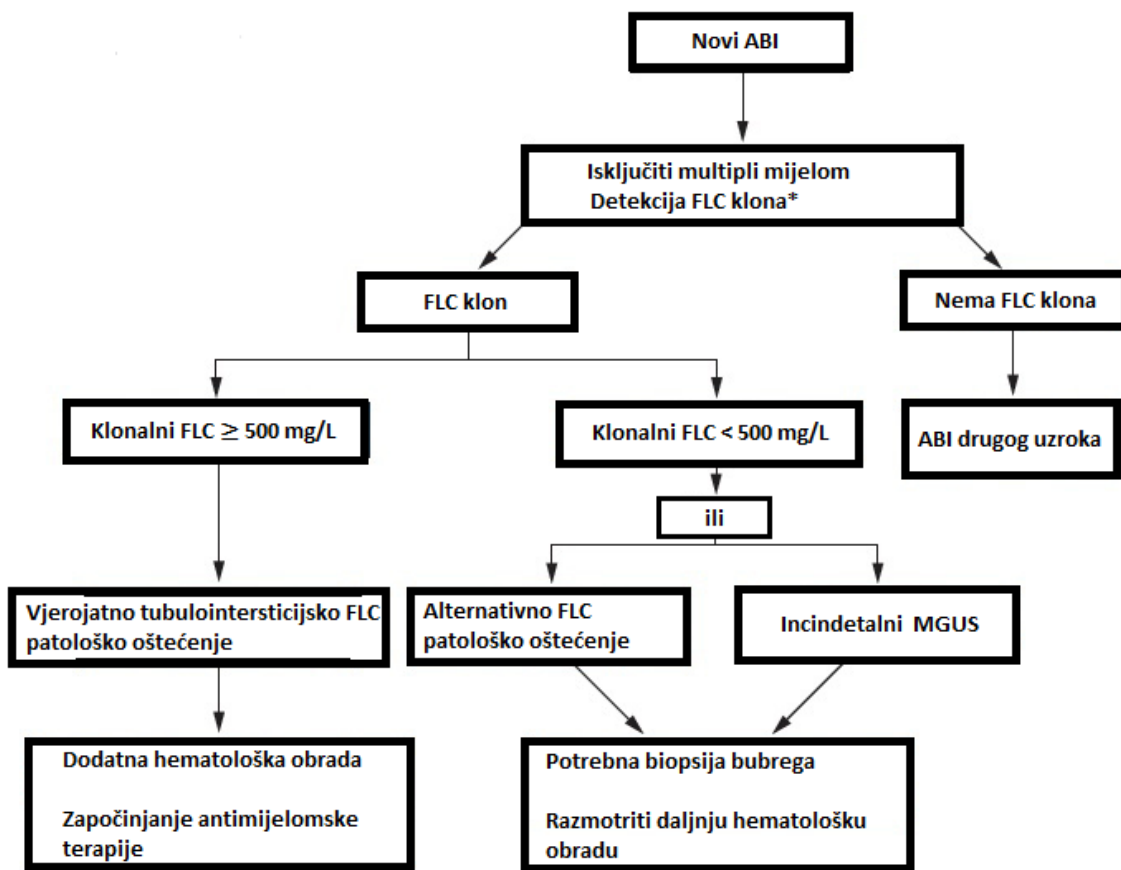 Novi ABI
Isključiti multipli mijelom
Detekcija FLC klona*
FLC klon
Nema FLC klona
Klonalni FLC ≥ 500 mg/L
Klonalni FLC < 500 mg/L
ABI drugog uzroka
ili
Vjerojatno tubulointersticijsko FLC
patološko oštećenje
Alternativno FLC
patološko oštećenje
Incindetalni MGUS
Dodatna hematološka obrada
Započinjanje antimijelomske
terapije
Potrebna biopsija bubrega
Razmotriti daljnju hematološku
obradu